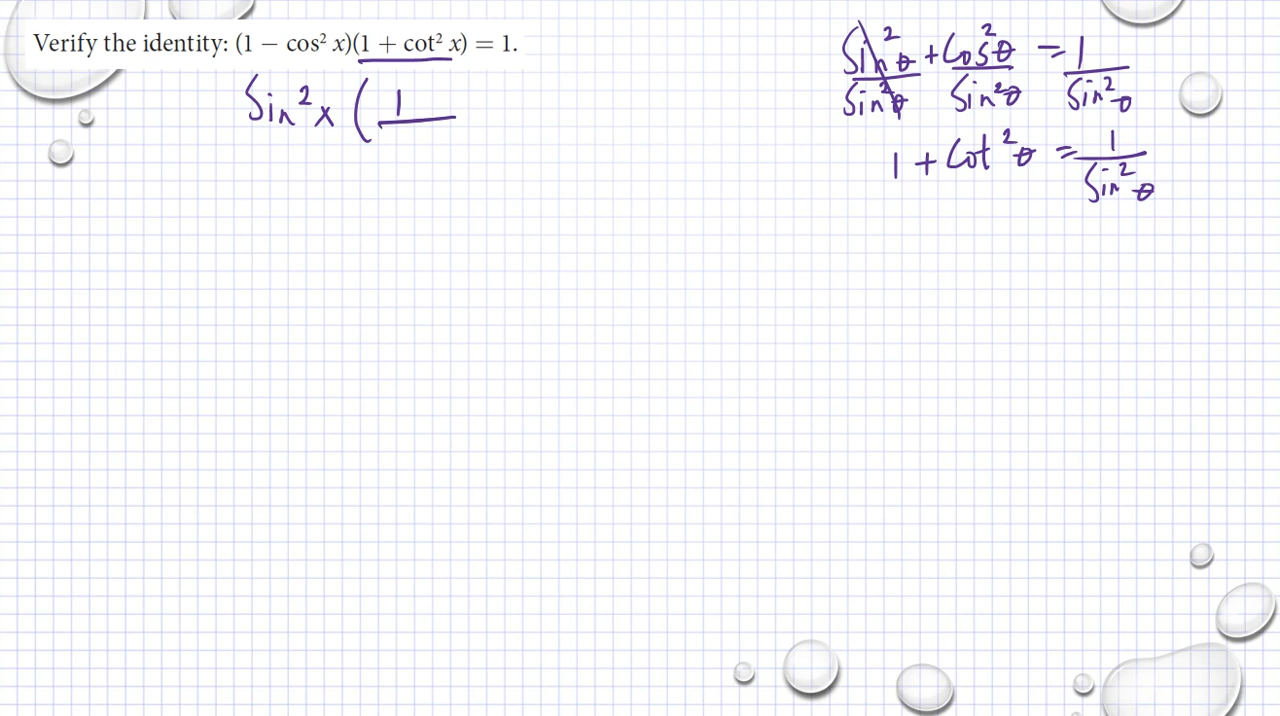 Verify the identity: (1 − cos² x)(1 + cot² x) = 1.
Sin² x ( 1/
Sin²θ/Sin²θ + Cos²θ/Sin²θ = 1/Sin²θ
1 + Cot²θ = 1/Sin²θ